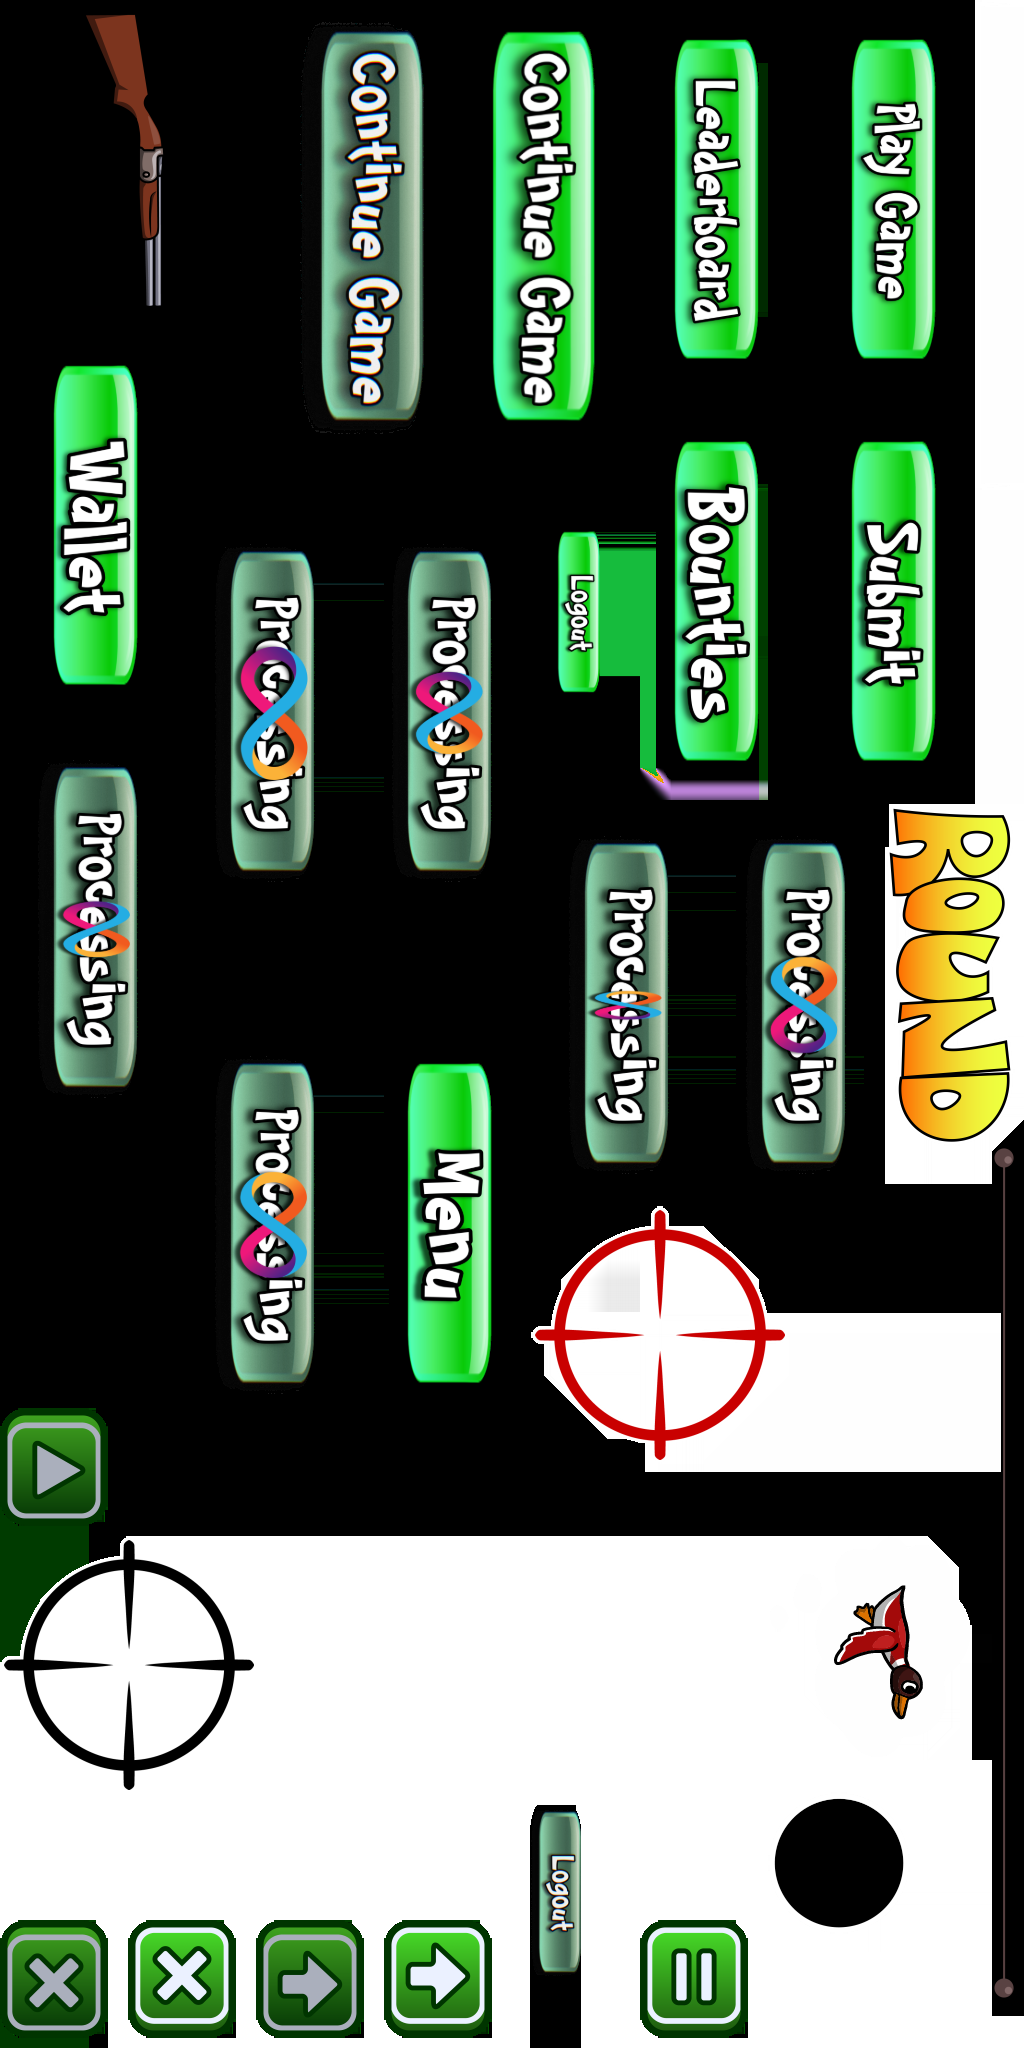 Play Game
Submit
Leaderboard
Bounties
Continue Game
Continue Game
Logout
Wallet
Processing
Processing
Processing
Processing
Processing
Processing
Menu
ROUND
Logout